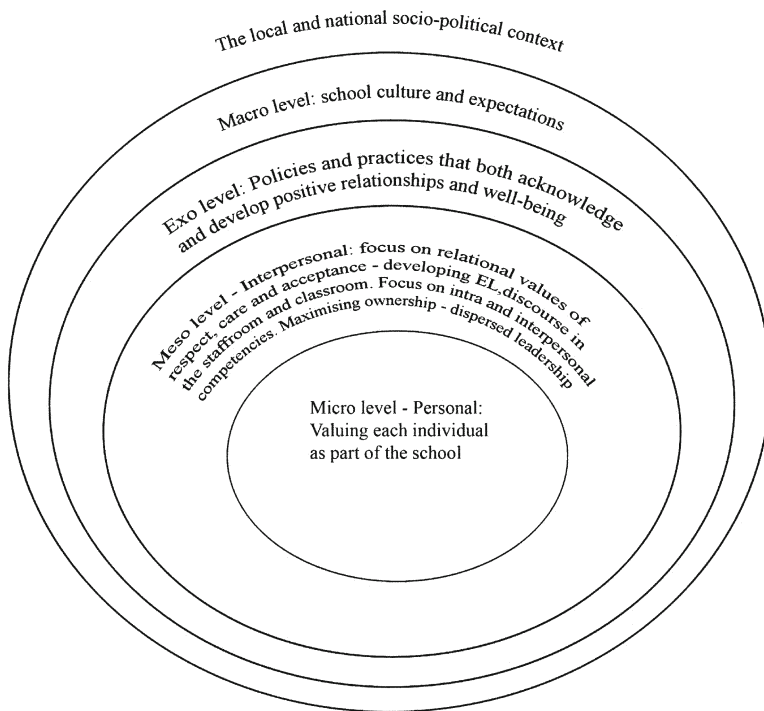 The local and national socio-political context
Macro level: school culture and expectations
Exo level: Policies and practices that both acknowledge
and develop positive relationships and well-being
Meso level - Interpersonal: focus on relational values of
respect, care and acceptance - developing EL,discourse in
the staffroom and classroom. Focus on intra and interpersonal
competencies. Maximising ownership - dispersed leadership
Micro level - Personal:
Valuing each individual
as part of the school